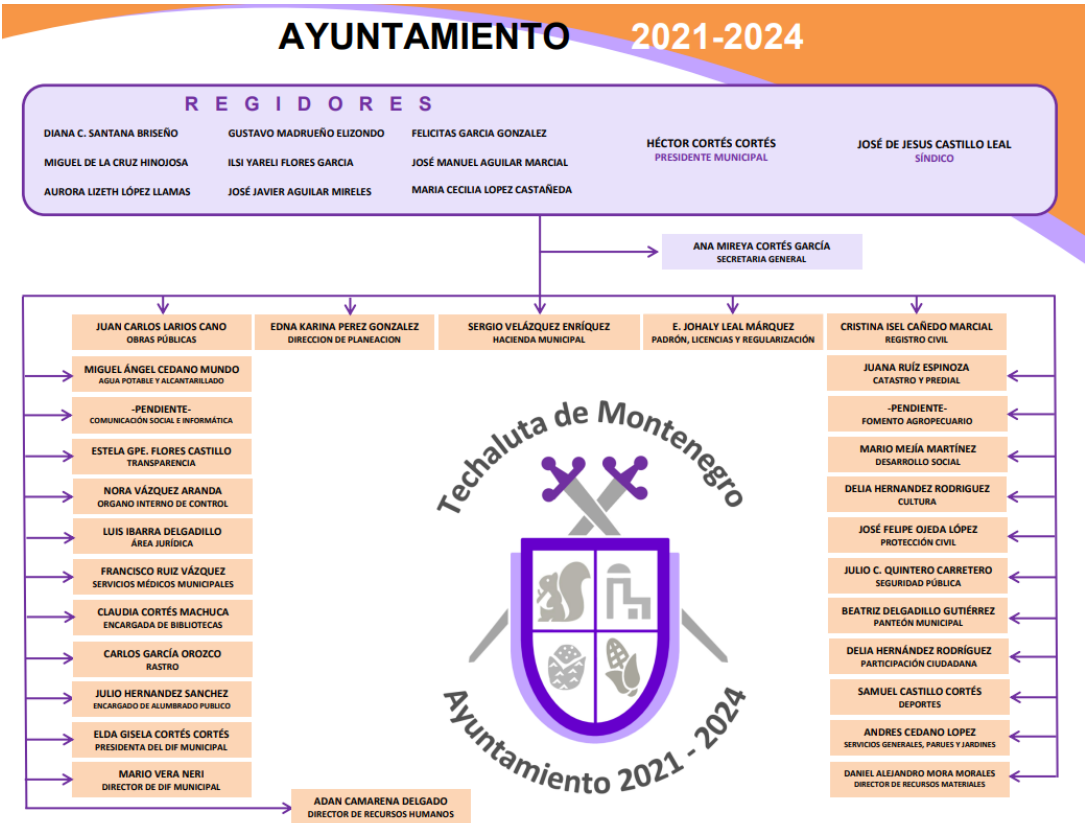 AYUNTAMIENTO 2021-2024
R E G I D O R E S
DIANA C. SANTANA BRISEÑO
GUSTAVO MADRUEÑO ELIZONDO
FELICITAS GARCIA GONZALEZ
MIGUEL DE LA CRUZ HINOJOSA
ILSI YARELI FLORES GARCIA
JOSÉ MANUEL AGUILAR MARCIAL
AURORA LIZETH LÓPEZ LLAMAS
JOSÉ JAVIER AGUILAR MIRELES
MARIA CECILIA LOPEZ CASTAÑEDA
HÉCTOR CORTÉS CORTÉS
PRESIDENTE MUNICIPAL
JOSÉ DE JESUS CASTILLO LEAL
SÍNDICO
ANA MIREYA CORTÉS GARCÍA
SECRETARIA GENERAL
JUAN CARLOS LARIOS CANO
OBRAS PÚBLICAS
EDNA KARINA PEREZ GONZALEZ
DIRECCION DE PLANEACION
SERGIO VELÁZQUEZ ENRÍQUEZ
HACIENDA MUNICIPAL
E. JOHALY LEAL MÁRQUEZ
PADRÓN, LICENCIAS Y REGULARIZACIÓN
CRISTINA ISEL CAÑEDO MARCIAL
REGISTRO CIVIL
MIGUEL ÁNGEL CEDANO MUNDO
AGUA POTABLE Y ALCANTARILLADO
-PENDIENTE-
COMUNICACIÓN SOCIAL E INFORMÁTICA
ESTELA GPE. FLORES CASTILLO
TRANSPARENCIA
NORA VÁZQUEZ ARANDA
ORGANO INTERNO DE CONTROL
LUIS IBARRA DELGADILLO
ÁREA JURÍDICA
FRANCISCO RUIZ VÁZQUEZ
SERVICIOS MÉDICOS MUNICIPALES
CLAUDIA CORTÉS MACHUCA
ENCARGADA DE BIBLIOTECAS
CARLOS GARCÍA OROZCO
RASTRO
JULIO HERNANDEZ SANCHEZ
ENCARGADO DE ALUMBRADO PUBLICO
ELDA GISELA CORTÉS CORTÉS
PRESIDENTA DEL DIF MUNICIPAL
MARIO VERA NERI
DIRECTOR DE DIF MUNICIPAL
ADAN CAMARENA DELGADO
DIRECTOR DE RECURSOS HUMANOS
Techaluta de Montenegro
Ayuntamiento 2021 - 2024
JUANA RUÍZ ESPINOZA
CATASTRO Y PREDIAL
-PENDIENTE-
FOMENTO AGROPECUARIO
MARIO MEJÍA MARTÍNEZ
DESARROLLO SOCIAL
DELIA HERNANDEZ RODRIGUEZ
CULTURA
JOSÉ FELIPE OJEDA LÓPEZ
PROTECCIÓN CIVIL
JULIO C. QUINTERO CARRETERO
SEGURIDAD PÚBLICA
BEATRIZ DELGADILLO GUTIÉRREZ
PANTEÓN MUNICIPAL
DELIA HERNÁNDEZ RODRÍGUEZ
PARTICIPACIÓN CIUDADANA
SAMUEL CASTILLO CORTÉS
DEPORTES
ANDRES CEDANO LOPEZ
SERVICIOS GENERALES, PARUES Y JARDINES
DANIEL ALEJANDRO MORA MORALES
DIRECTOR DE RECURSOS MATERIALES